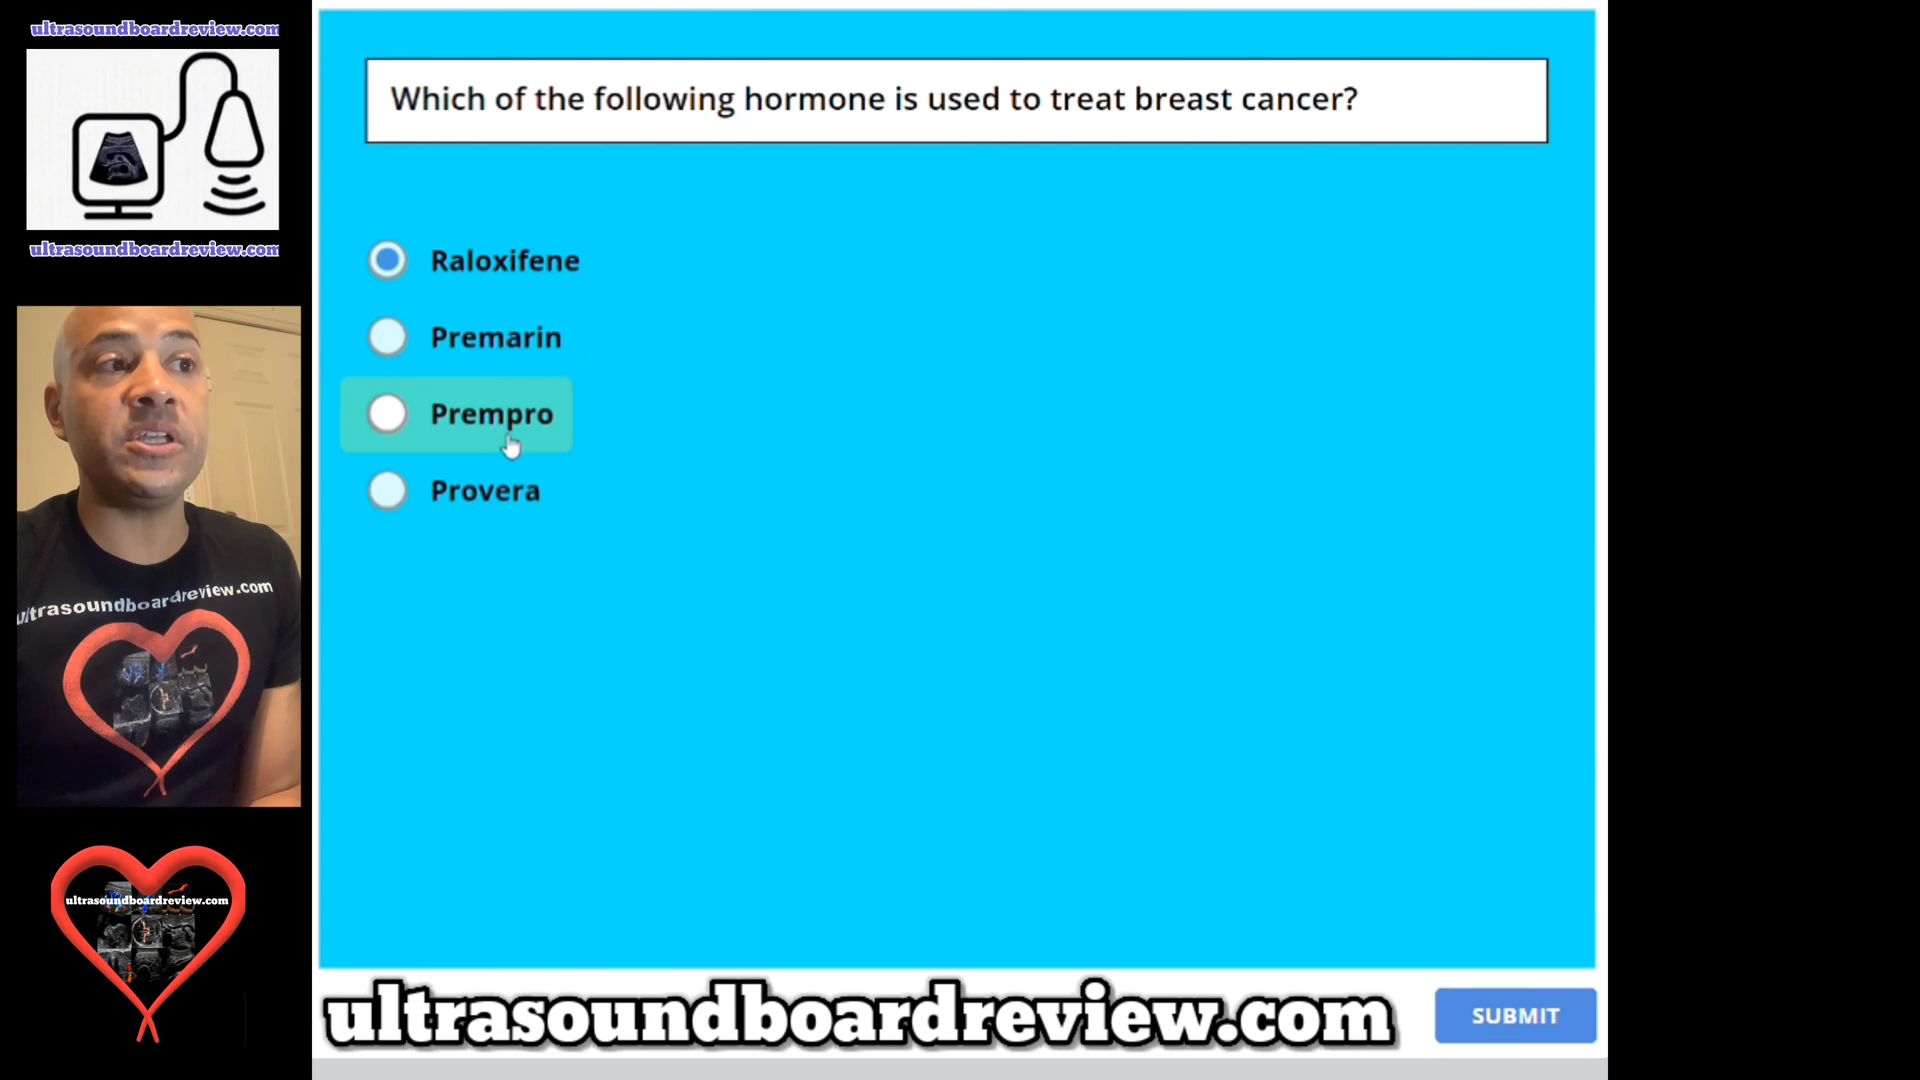 ultrasoundboardreview.com
ultrasoundboardreview.com
ultrasoundboardreview.com
ultrasoundboardreview.com
Which of the following hormone is used to treat breast cancer?
Raloxifene
Premarin
Prempro
Provera
ultrasoundboardreview.com
SUBMIT